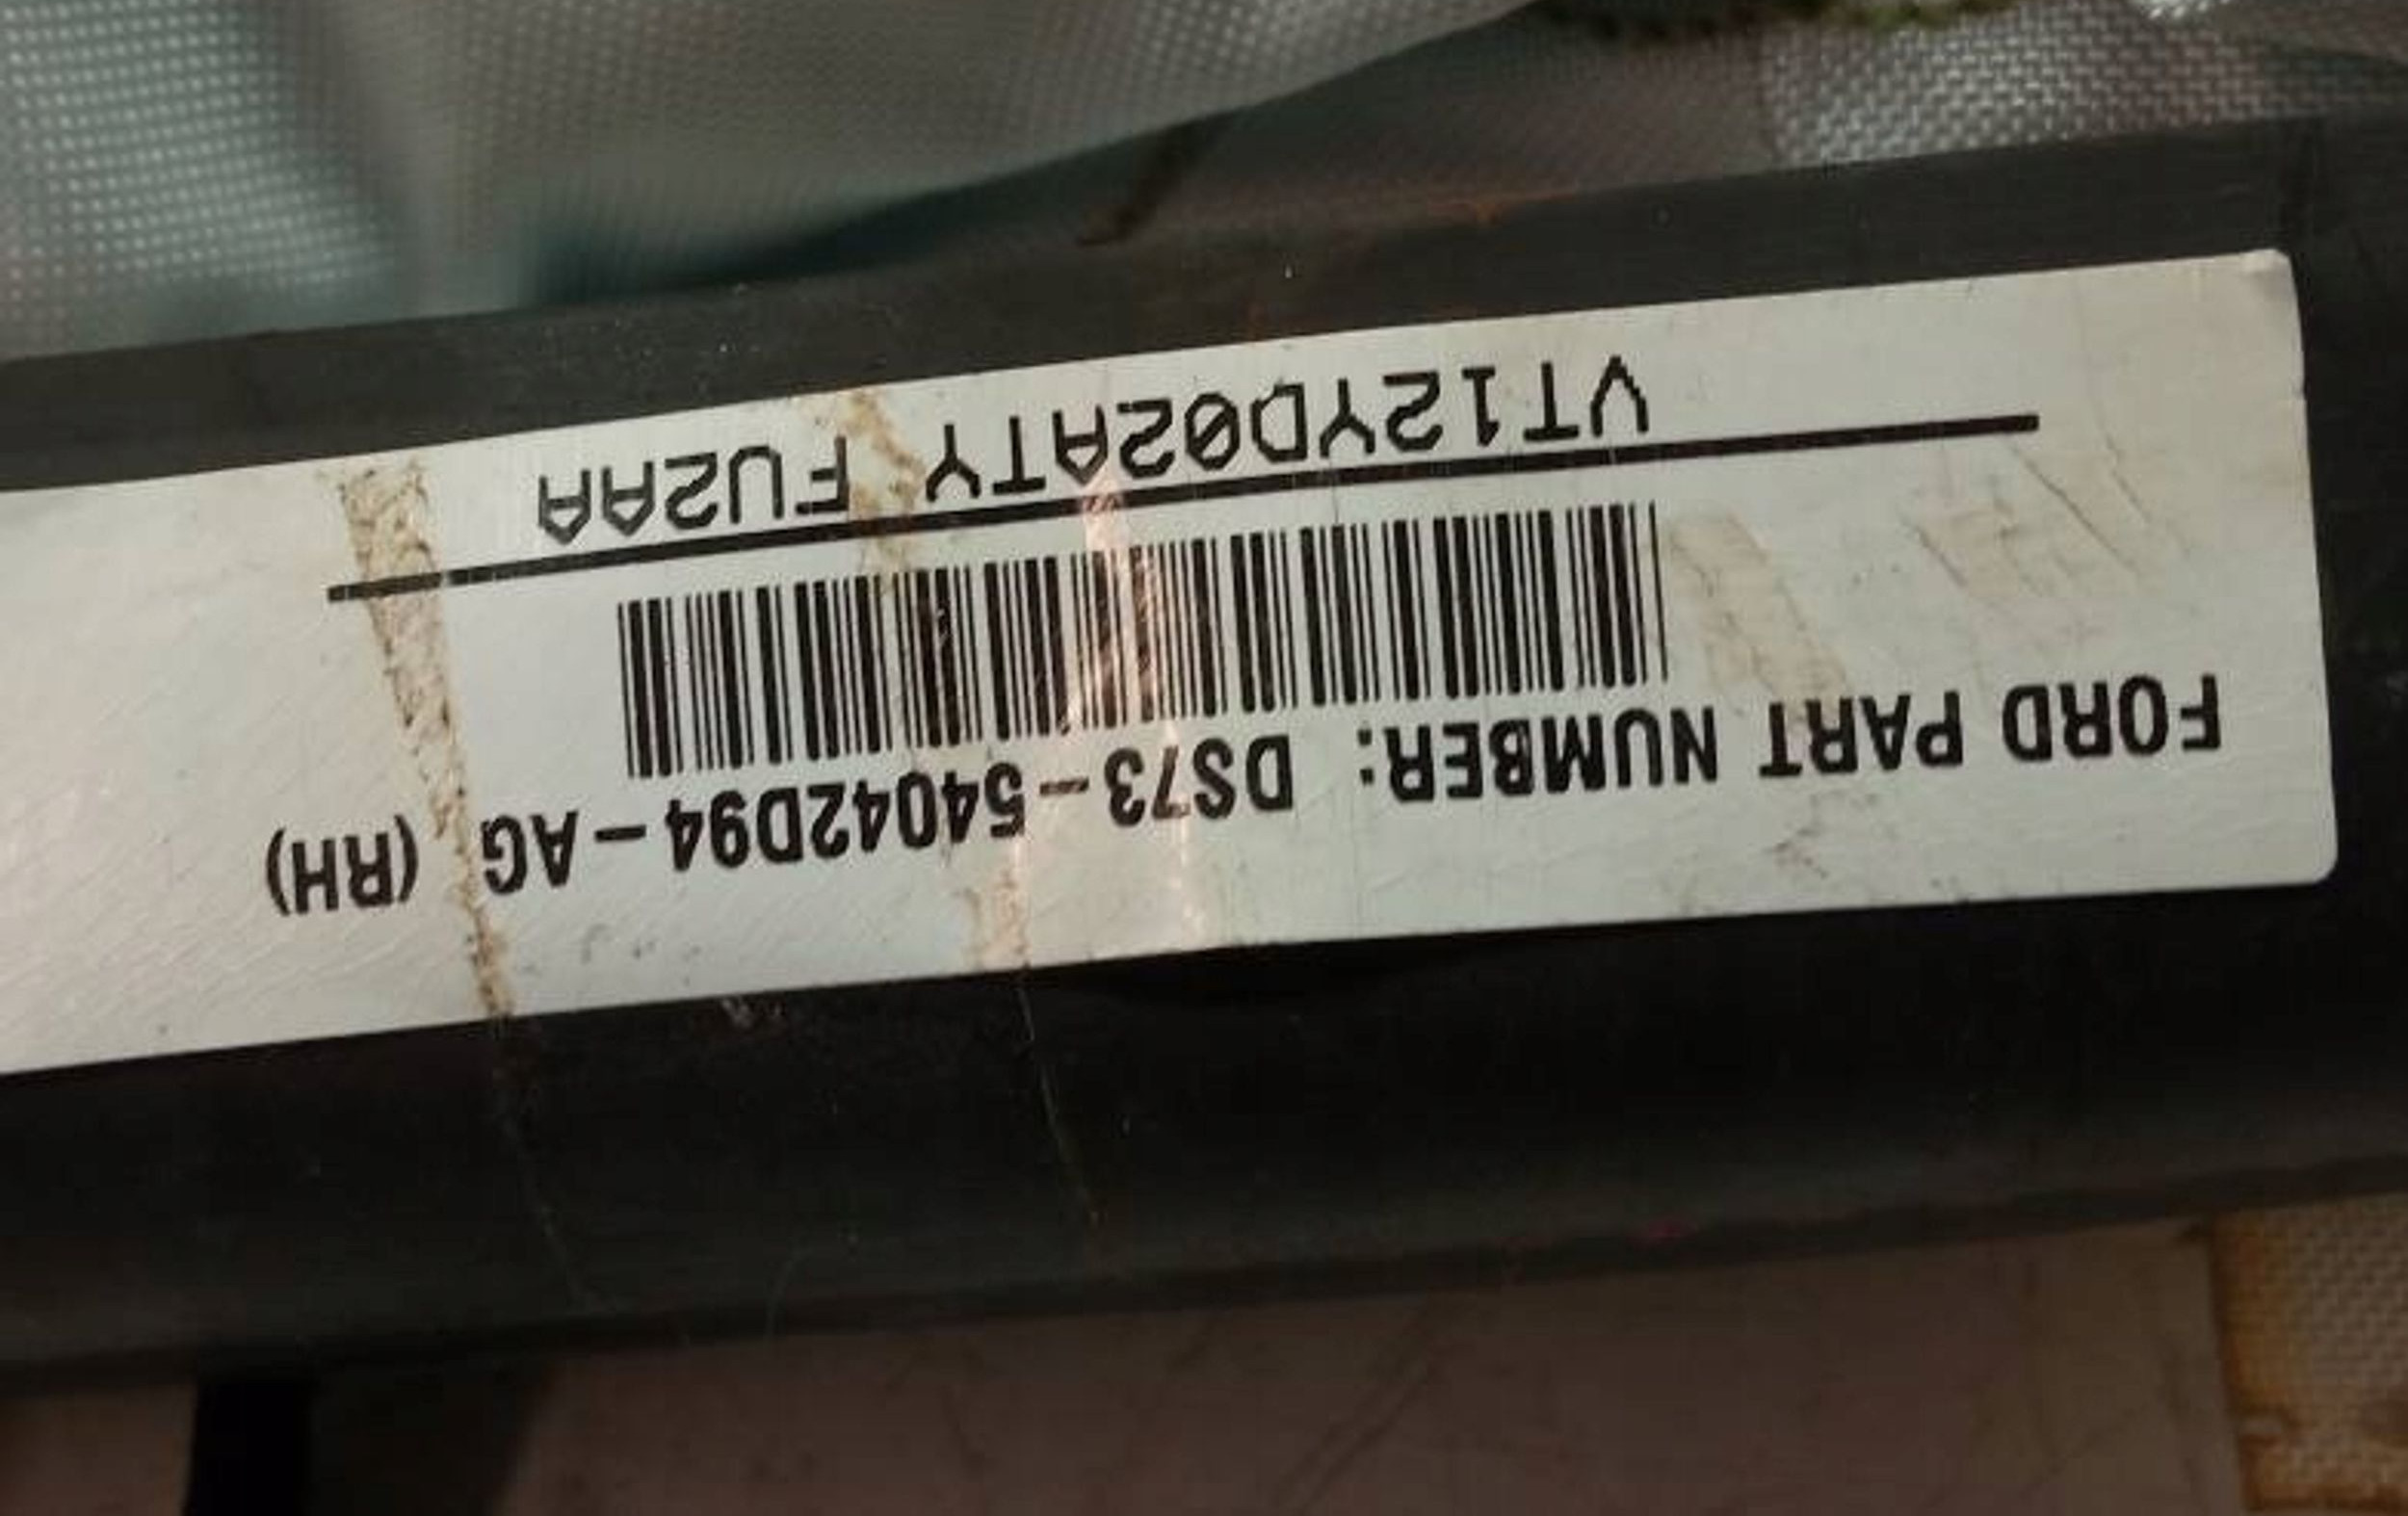 FORD PART NUMBER: DS73-54042D94-AG (RH)
VT12YD02ATY FU2AA